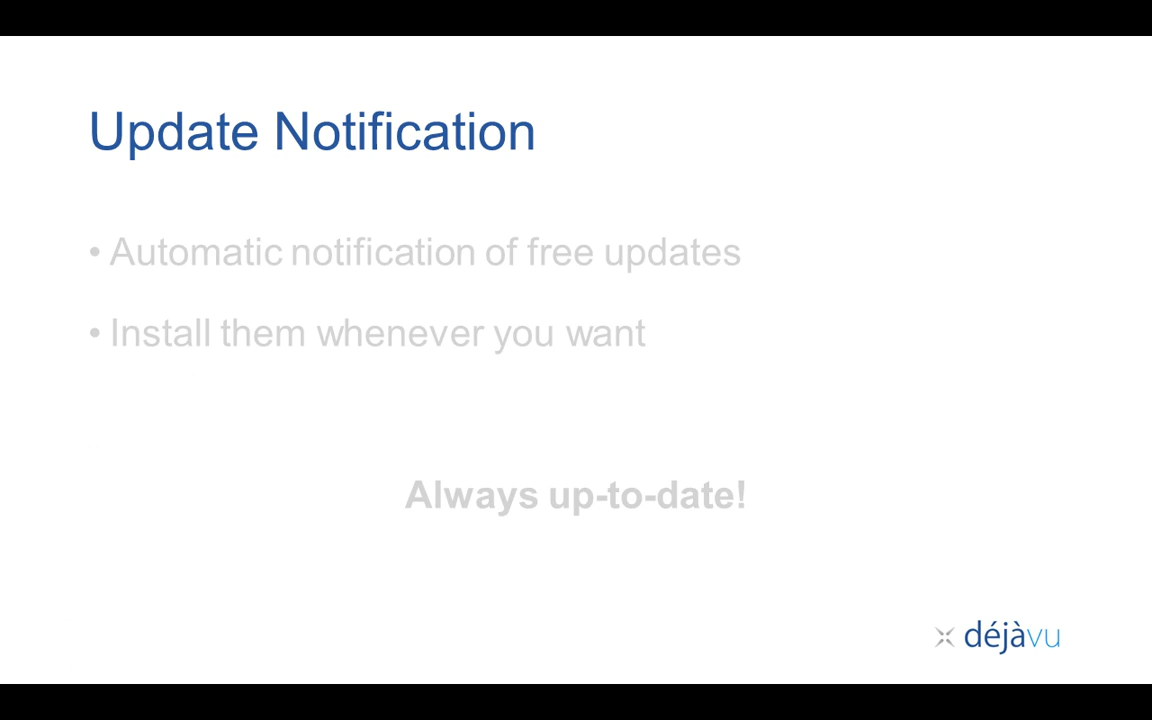 Update Notification
• Automatic notification of free updates
• Install them whenever you want
Always up-to-date!
déjàvu